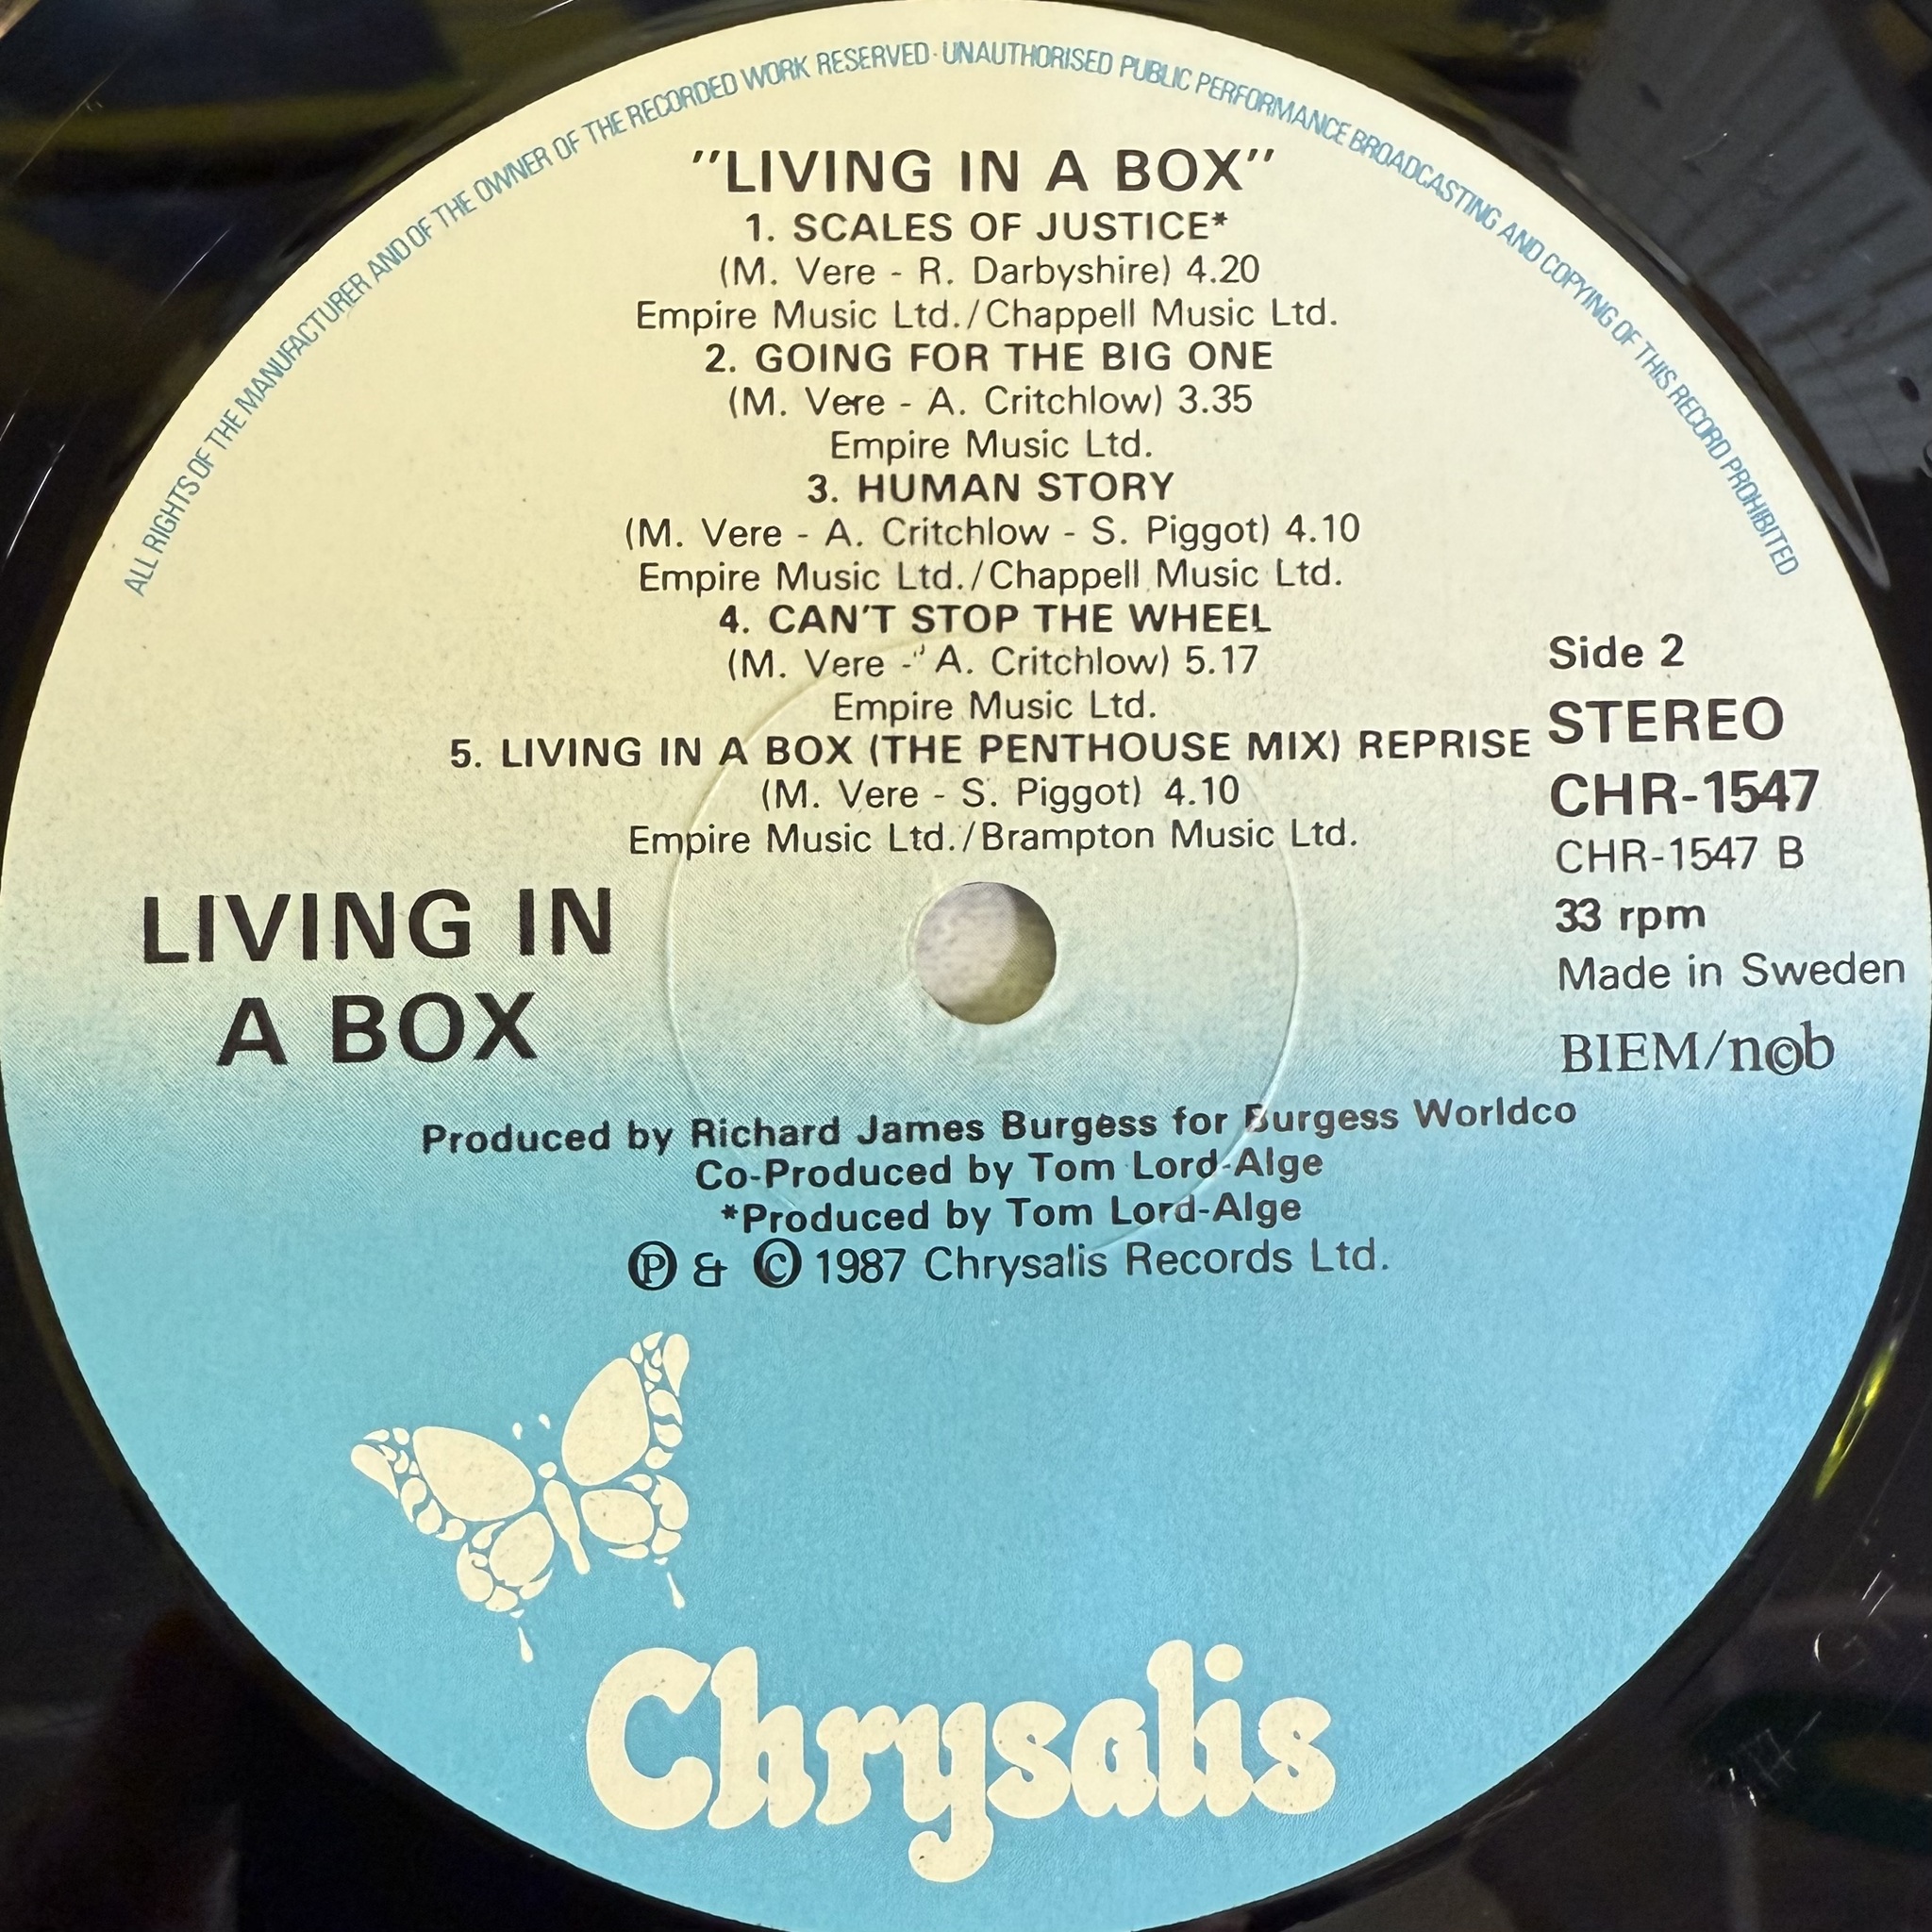 ALL RIGHTS OF THE MANUFACTURER AND OF THE OWNER OF THE RECORDED WORK RESERVED · UNAUTHORISED PUBLIC PERFORMANCE BROADCASTING AND COPYING OF THIS RECORD PROHIBITED
"LIVING IN A BOX"
1. SCALES OF JUSTICE*
(M. Vere - R. Darbyshire) 4.20
Empire Music Ltd./Chappell Music Ltd.
2. GOING FOR THE BIG ONE
(M. Vere - A. Critchlow) 3.35
Empire Music Ltd.
3. HUMAN STORY
(M. Vere - A. Critchlow - S. Piggot) 4.10
Empire Music Ltd./Chappell Music Ltd.
4. CAN'T STOP THE WHEEL
(M. Vere - A. Critchlow) 5.17
Empire Music Ltd.
5. LIVING IN A BOX (THE PENTHOUSE MIX) REPRISE
(M. Vere - S. Piggot) 4.10
Empire Music Ltd./Brampton Music Ltd.
Side 2
STEREO
CHR-1547
CHR-1547 B
33 rpm
Made in Sweden
BIEM/n©b
LIVING IN
A BOX
Produced by Richard James Burgess for Burgess Worldco
Co-Produced by Tom Lord-Alge
*Produced by Tom Lord-Alge
℗ & © 1987 Chrysalis Records Ltd.
Chrysalis